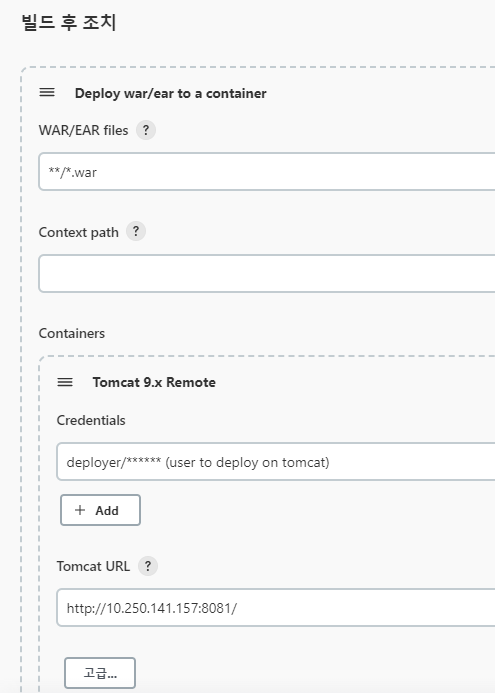 빌드 후 조치
Deploy war/ear to a container
WAR/EAR files ?
**/*.war
Context path ?
Containers
Tomcat 9.x Remote
Credentials
deployer/****** (user to deploy on tomcat)
+ Add
Tomcat URL ?
http://10.250.141.157:8081/
고급...